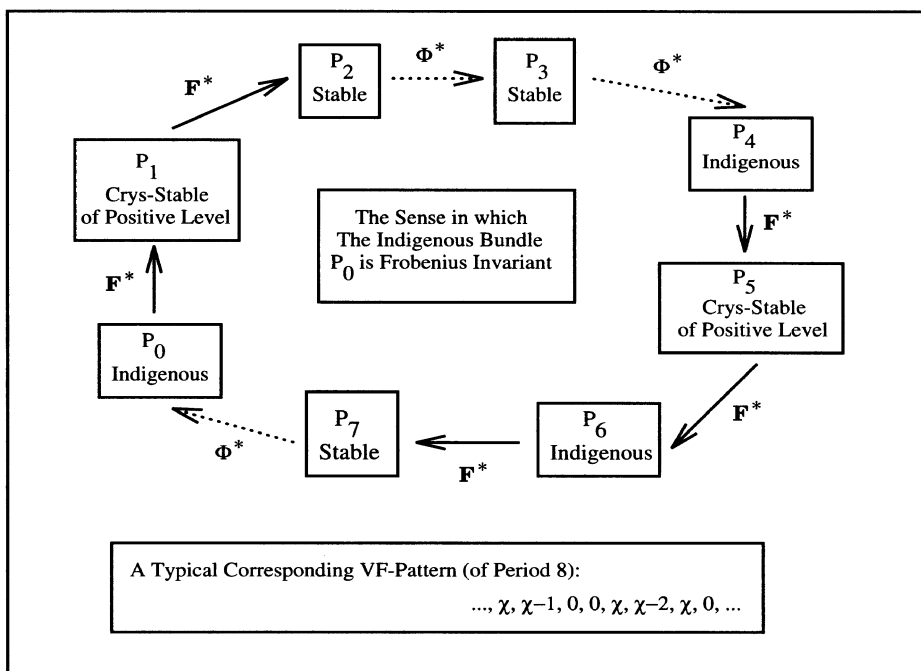 P2
Stable
Φ*
P3
Stable
Φ*
F*
P1
Crys-Stable
of Positive Level
P4
Indigenous
The Sense in which
The Indigenous Bundle
P0 is Frobenius Invariant
F*
F*
P5
Crys-Stable
of Positive Level
P0
Indigenous
P7
Stable
P6
Indigenous
F*
Φ*
F*
A Typical Corresponding VF-Pattern (of Period 8):
..., χ, χ−1, 0, 0, χ, χ−2, χ, 0, ...